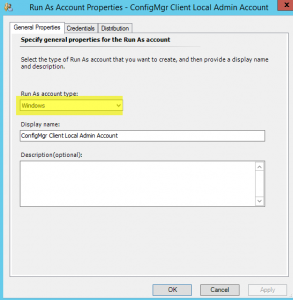 Run As Account Properties - ConfigMgr Client Local Admin Account
x
General Properties Credentials Distribution
Specify general properties for the Run As account
Select the type of Run As account that you want to create, and then provide a display name
and description.
Run As account type:
Windows
Display name:
ConfigMgr Client Local Admin Account
Description(optional):
OK Cancel Apply